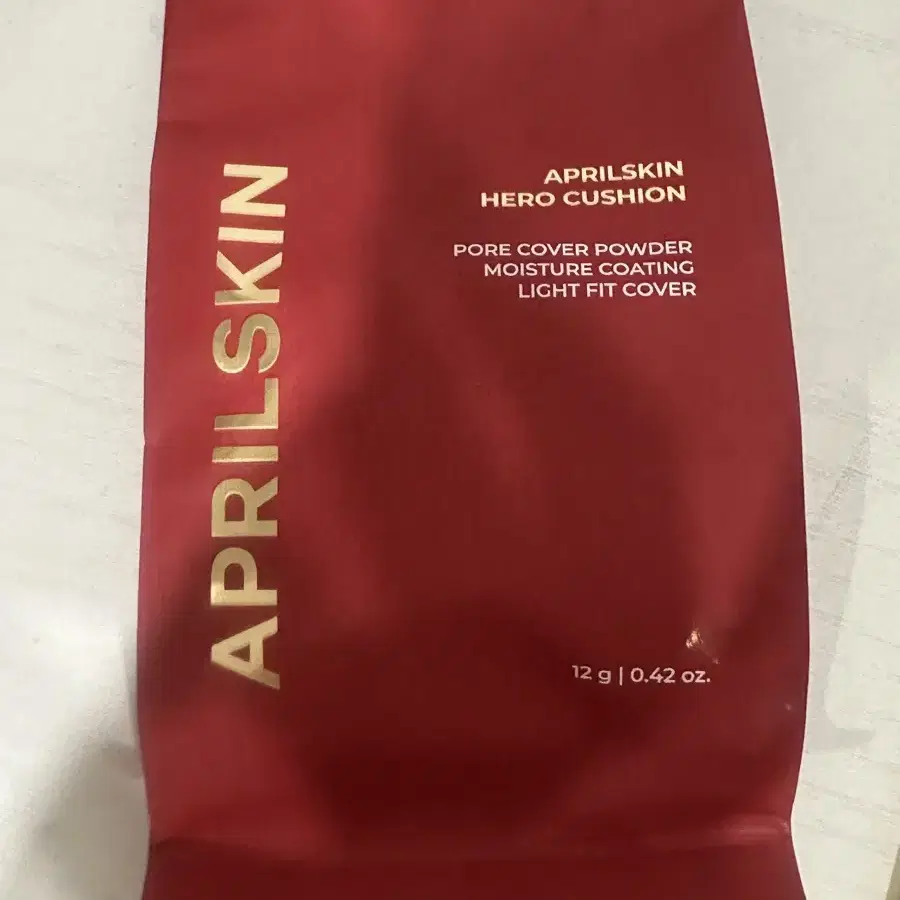 APRILSKIN
APRILSKIN
HERO CUSHION
PORE COVER POWDER
MOISTURE COATING
LIGHT FIT COVER
12 g | 0.42 oz.